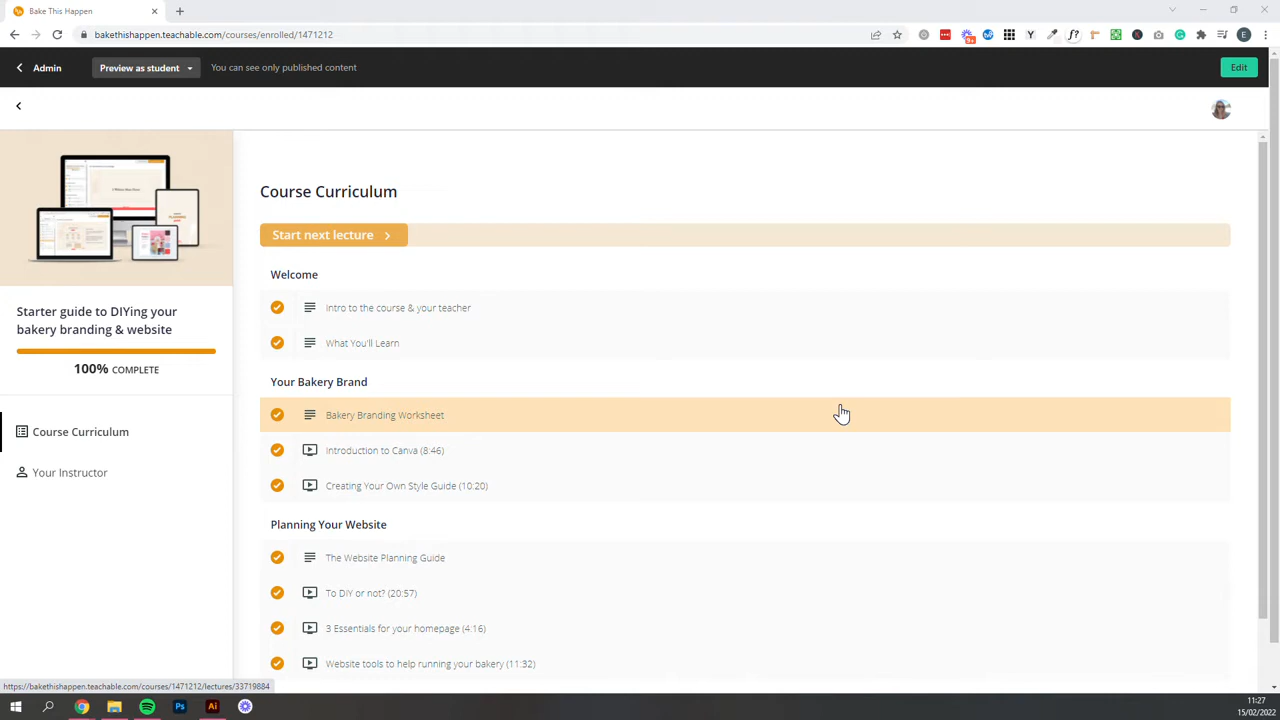 Bake This Happen
bakethishappen.teachable.com/courses/enrolled/1471212
9+
Y
f?
E
Admin
Preview as student
You can see only published content
Edit
Course Curriculum
Start next lecture
Welcome
Intro to the course & your teacher
What You'll Learn
Starter guide to DIYing your
bakery branding & website
100% COMPLETE
Your Bakery Brand
Bakery Branding Worksheet
Introduction to Canva (8:46)
Creating Your Own Style Guide (10:20)
Course Curriculum
Your Instructor
Planning Your Website
The Website Planning Guide
To DIY or not? (20:57)
3 Essentials for your homepage (4:16)
Website tools to help running your bakery (11:32)
https://bakethishappen.teachable.com/courses/1471212/lectures/33719884
Ps
Ai
11:27
15/02/2022